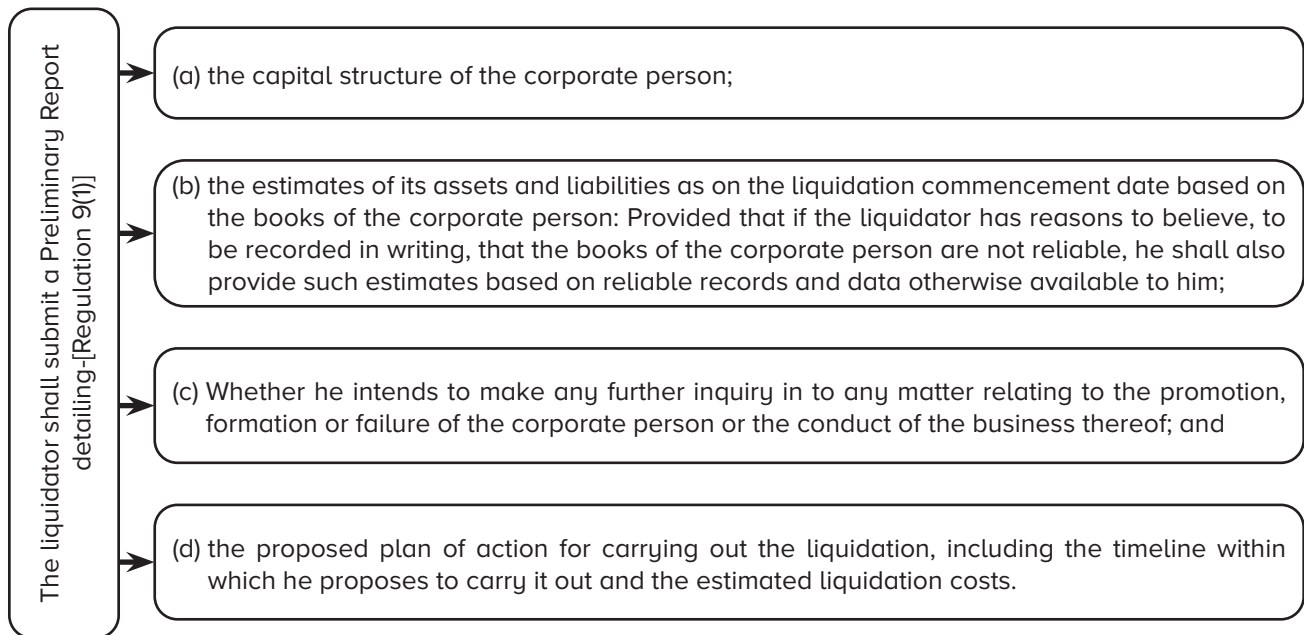 The liquidator shall submit a Preliminary Report
detailing-[Regulation 9(1)]
(a) the capital structure of the corporate person;
(b) the estimates of its assets and liabilities as on the liquidation commencement date based on
the books of the corporate person: Provided that if the liquidator has reasons to believe, to
be recorded in writing, that the books of the corporate person are not reliable, he shall also
provide such estimates based on reliable records and data otherwise available to him;
(c) Whether he intends to make any further inquiry in to any matter relating to the promotion,
formation or failure of the corporate person or the conduct of the business thereof; and
(d) the proposed plan of action for carrying out the liquidation, including the timeline within
which he proposes to carry it out and the estimated liquidation costs.